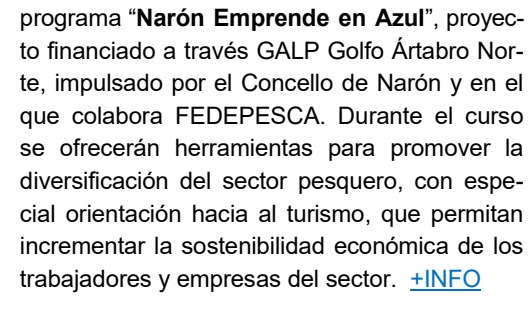 programa “Narón Emprende en Azul”, proyec-
to financiado a través GALP Golfo Ártabro Nor-
te, impulsado por el Concello de Narón y en el
que colabora FEDEPESCA. Durante el curso
se ofrecerán herramientas para promover la
diversificación del sector pesquero, con espe-
cial orientación hacia al turismo, que permitan
incrementar la sostenibilidad económica de los
trabajadores y empresas del sector. +INFO